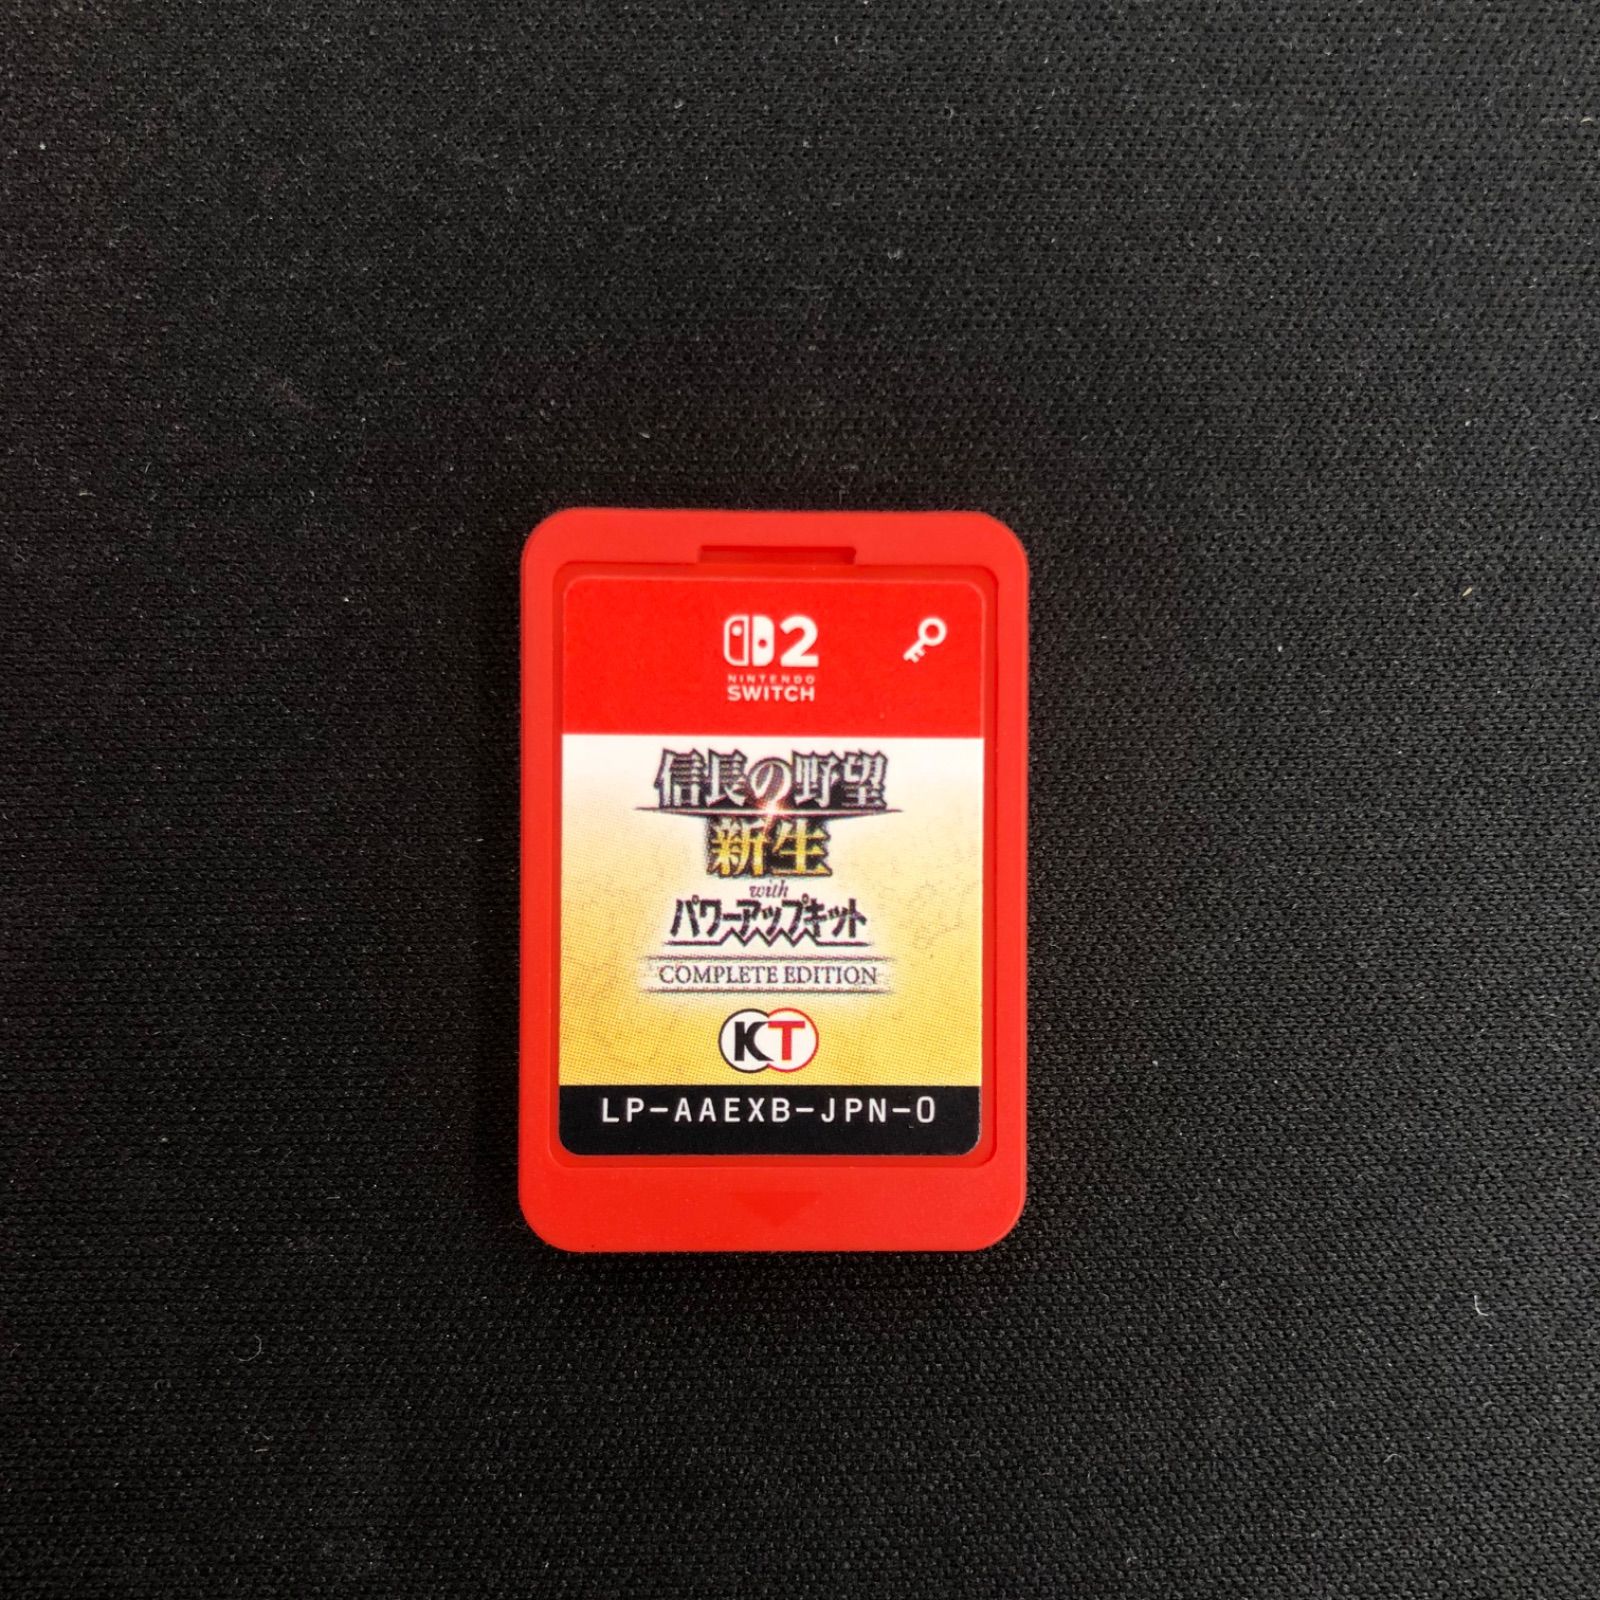 2
NINTENDO
SWITCH
信長の野望
新生
with
パワーアップキット
COMPLETE EDITION
KT
LP-AAEXB-JPN-0